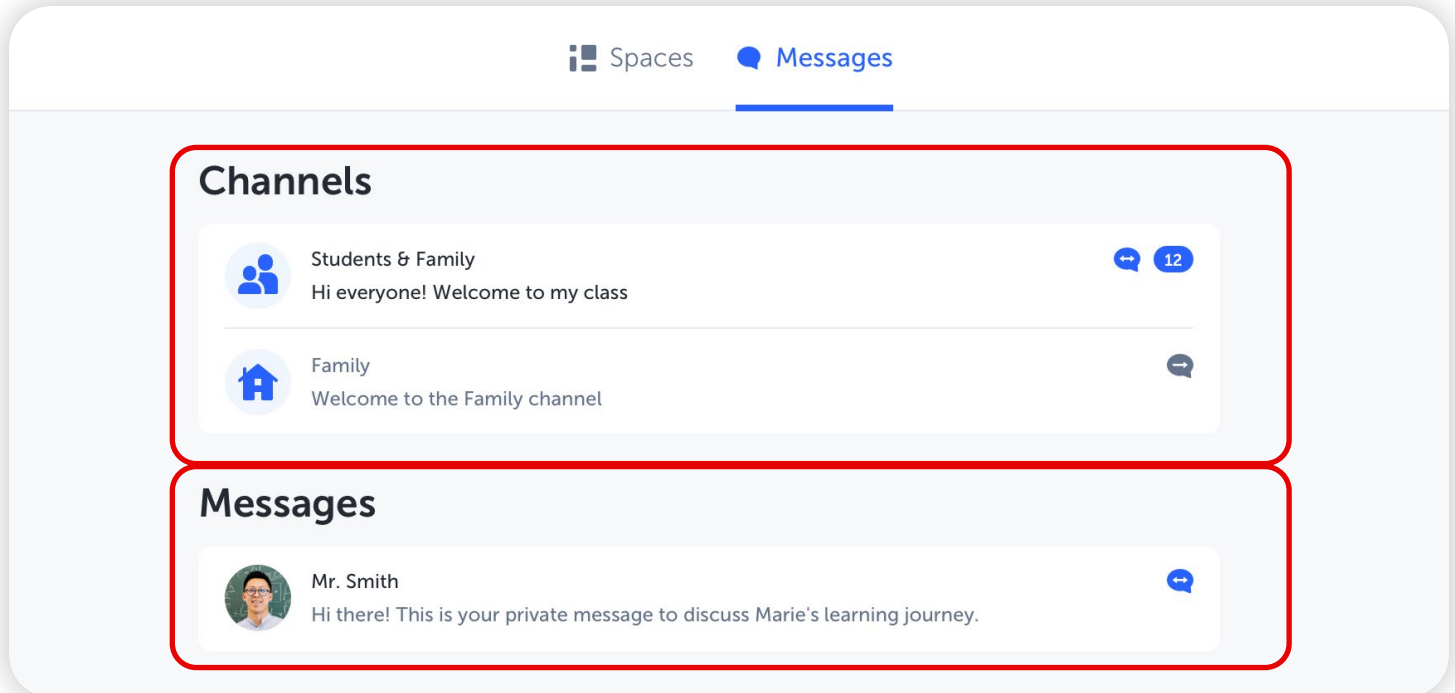 Spaces Messages
Channels
Students & Family
12
Hi everyone! Welcome to my class
Family
Welcome to the Family channel
Messages
Mr. Smith
Hi there! This is your private message to discuss Marie's learning journey.